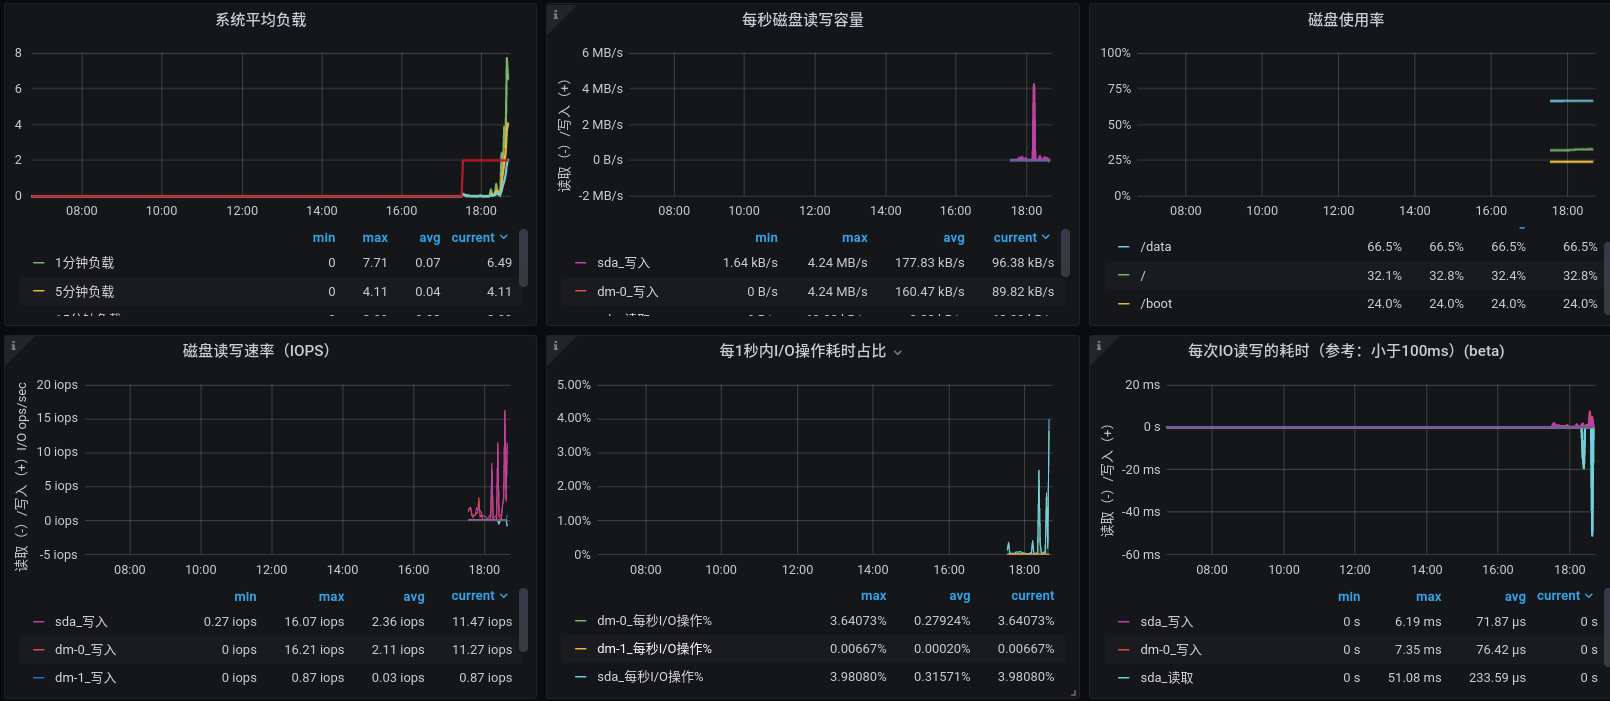 系统平均负载
8
6
4
2
0
08:00 10:00 12:00 14:00 16:00 18:00
min max avg current
1分钟负载 0 7.71 0.07 6.49
5分钟负载 0 4.11 0.04 4.11
每秒磁盘读写容量
读取（-）/写入（+）
6 MB/s
4 MB/s
2 MB/s
0 B/s
-2 MB/s
08:00 10:00 12:00 14:00 16:00 18:00
min max avg current
sda_写入 1.64 kB/s 4.24 MB/s 177.83 kB/s 96.38 kB/s
dm-0_写入 0 B/s 4.24 MB/s 160.47 kB/s 89.82 kB/s
磁盘使用率
100%
75%
50%
25%
0%
08:00 10:00 12:00 14:00 16:00 18:00
/data 66.5% 66.5% 66.5% 66.5%
/ 32.1% 32.8% 32.4% 32.8%
/boot 24.0% 24.0% 24.0% 24.0%
磁盘读写速率（IOPS）
读取（-）/写入（+）I/O ops/sec
20 iops
15 iops
10 iops
5 iops
0 iops
-5 iops
08:00 10:00 12:00 14:00 16:00 18:00
min max avg current
sda_写入 0.27 iops 16.07 iops 2.36 iops 11.47 iops
dm-0_写入 0 iops 16.21 iops 2.11 iops 11.27 iops
dm-1_写入 0 iops 0.87 iops 0.03 iops 0.87 iops
每1秒内I/O操作耗时占比
5.00%
4.00%
3.00%
2.00%
1.00%
0%
08:00 10:00 12:00 14:00 16:00 18:00
max avg current
dm-0_每秒I/O操作% 3.64073% 0.27924% 3.64073%
dm-1_每秒I/O操作% 0.00667% 0.00020% 0.00667%
sda_每秒I/O操作% 3.98080% 0.31571% 3.98080%
每次IO读写的耗时（参考：小于100ms）(beta)
读取（-）/写入（+）
20 ms
0 s
-20 ms
-40 ms
-60 ms
08:00 10:00 12:00 14:00 16:00 18:00
min max avg current
sda_写入 0 s 6.19 ms 71.87 µs 0 s
dm-0_写入 0 s 7.35 ms 76.42 µs 0 s
sda_读取 0 s 51.08 ms 233.59 µs 0 s